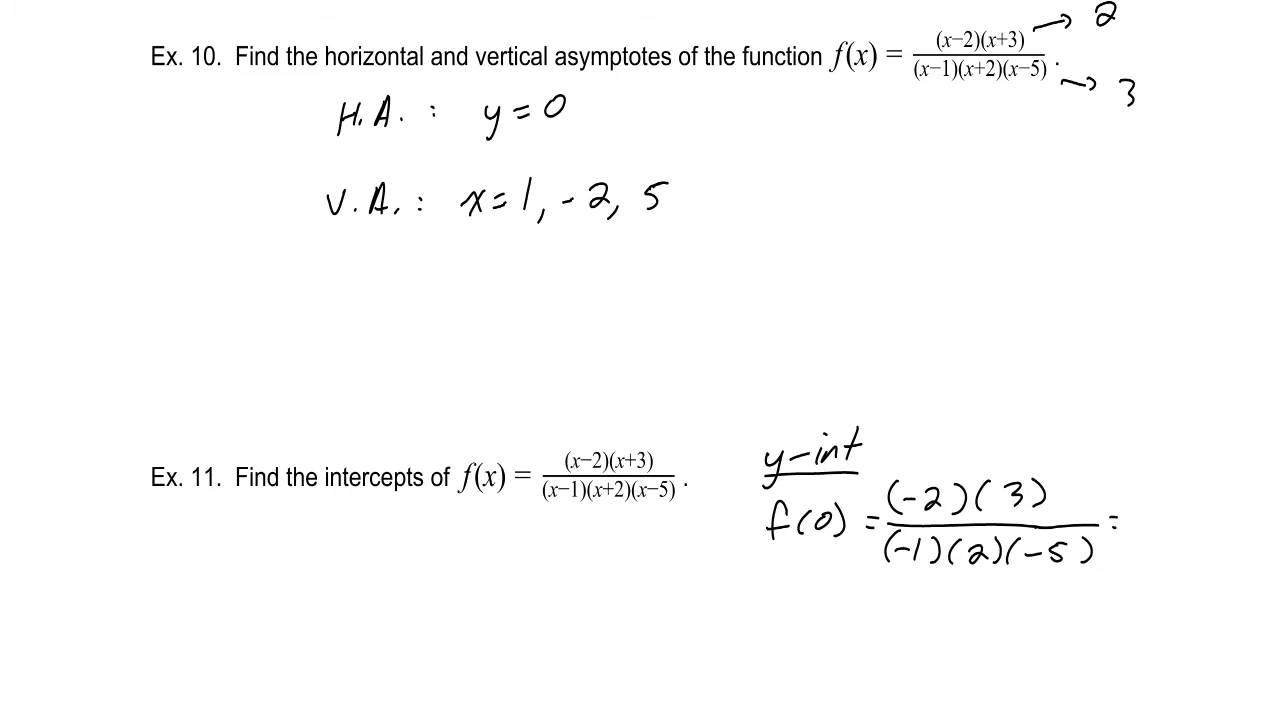 Ex. 10. Find the horizontal and vertical asymptotes of the function f(x) = (x−2)(x+3) / (x−1)(x+2)(x−5) . → 2 → 3
H.A. : y = 0
V.A. : x = 1, -2, 5
Ex. 11. Find the intercepts of f(x) = (x−2)(x+3) / (x−1)(x+2)(x−5) .
y-int
f(0) = (-2)(3) / (-1)(2)(-5) =